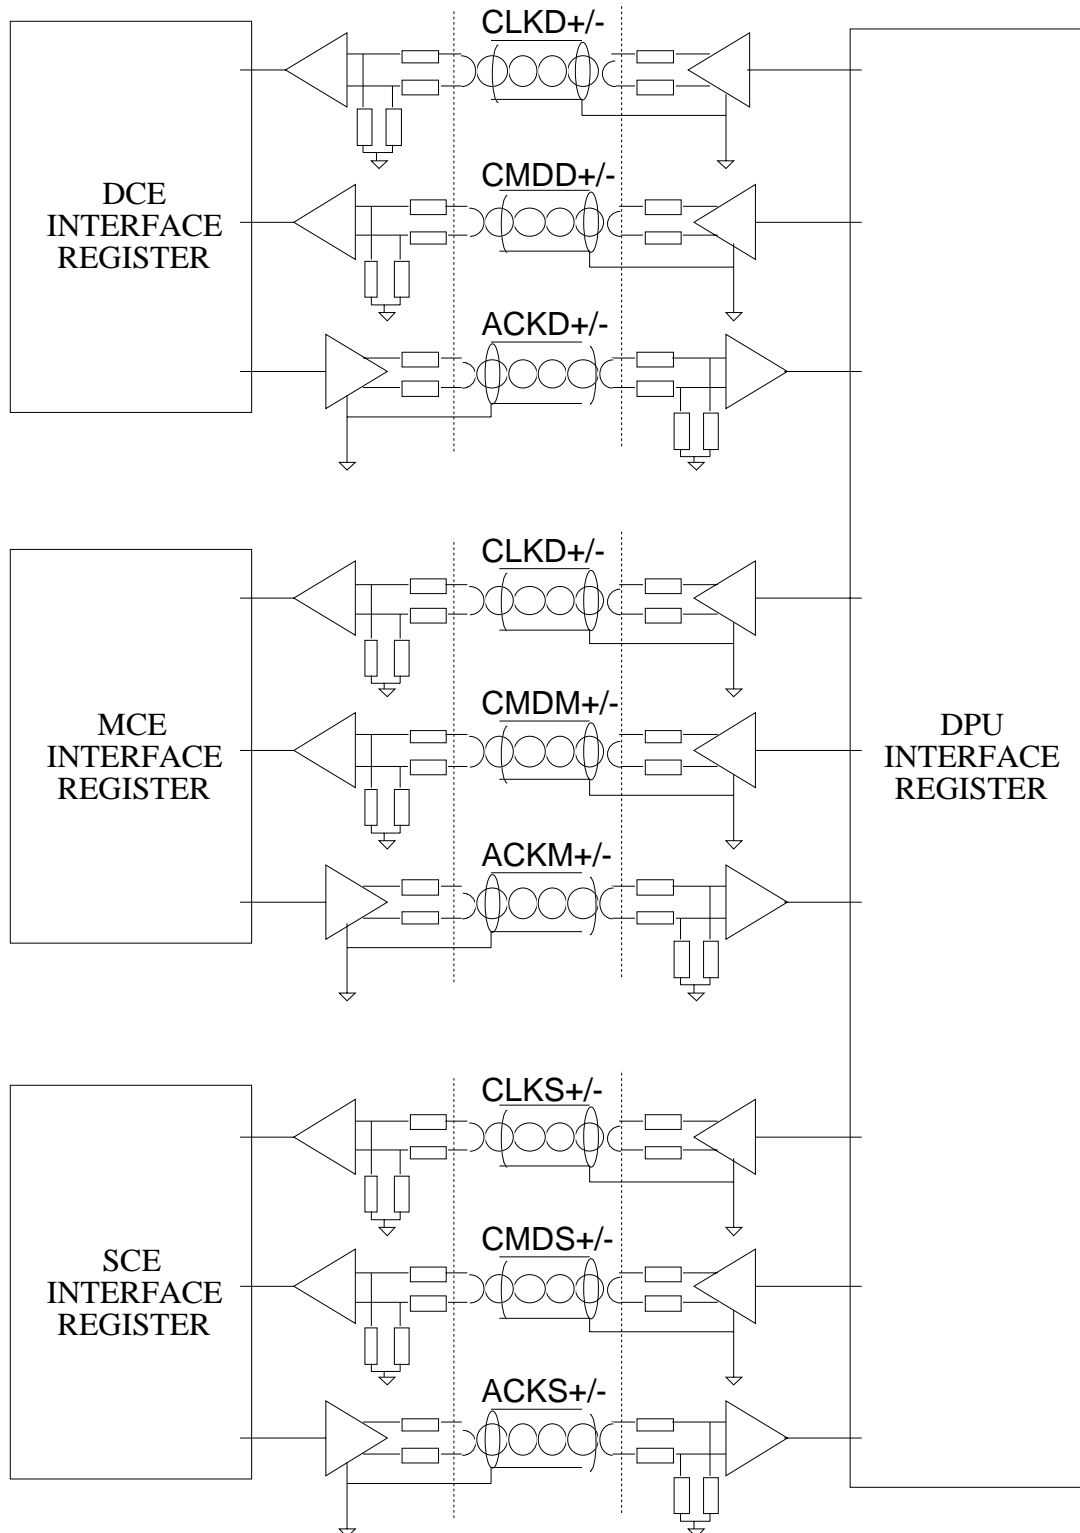 CLKD+/-
CMDD+/-
DCE
INTERFACE
REGISTER
ACKD+/-
CLKD+/-
CMDM+/-
MCE
INTERFACE
REGISTER
DPU
INTERFACE
REGISTER
ACKM+/-
CLKS+/-
CMDS+/-
SCE
INTERFACE
REGISTER
ACKS+/-